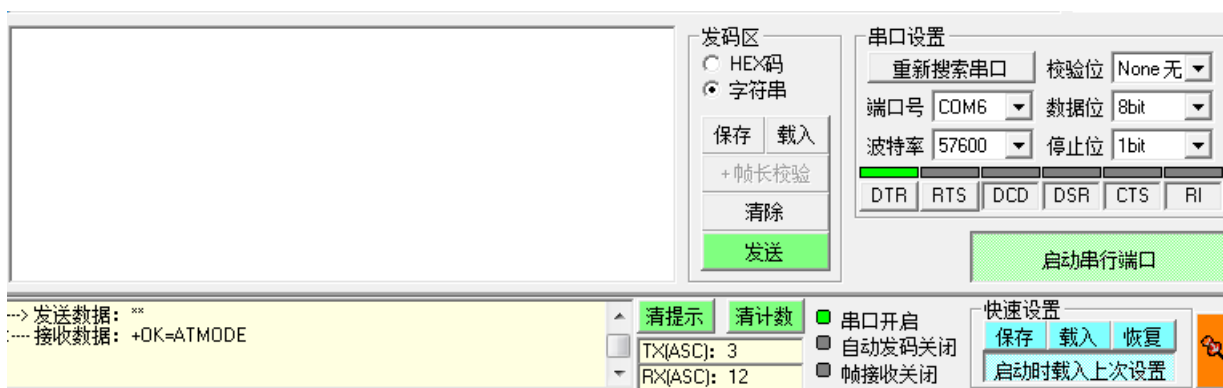 发码区
HEX码
字符串
保存 载入
+帧长校验
清除
发送
串口设置
重新搜索串口 校验位 None 无
端口号 COM6 数据位 8bit
波特率 57600 停止位 1bit
DTR RTS DCD DSR CTS RI
启动串行端口
---> 发送数据: **
:---- 接收数据: +OK=ATMODE
清提示 清计数
TX(ASC): 3
RX(ASC): 12
串口开启
自动发码关闭
帧接收关闭
快速设置
保存 载入 恢复
启动时载入上次设置